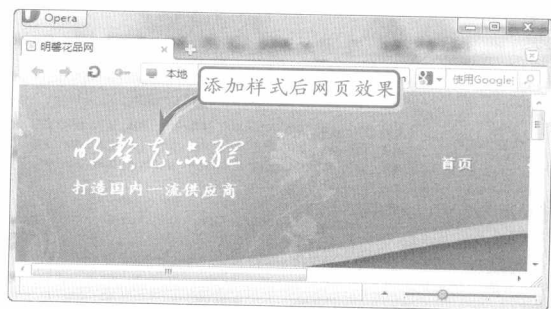 Opera
明馨花品网
本地
使用Google
添加样式后网页效果
明馨花品網
首页
打造国内一流供应商